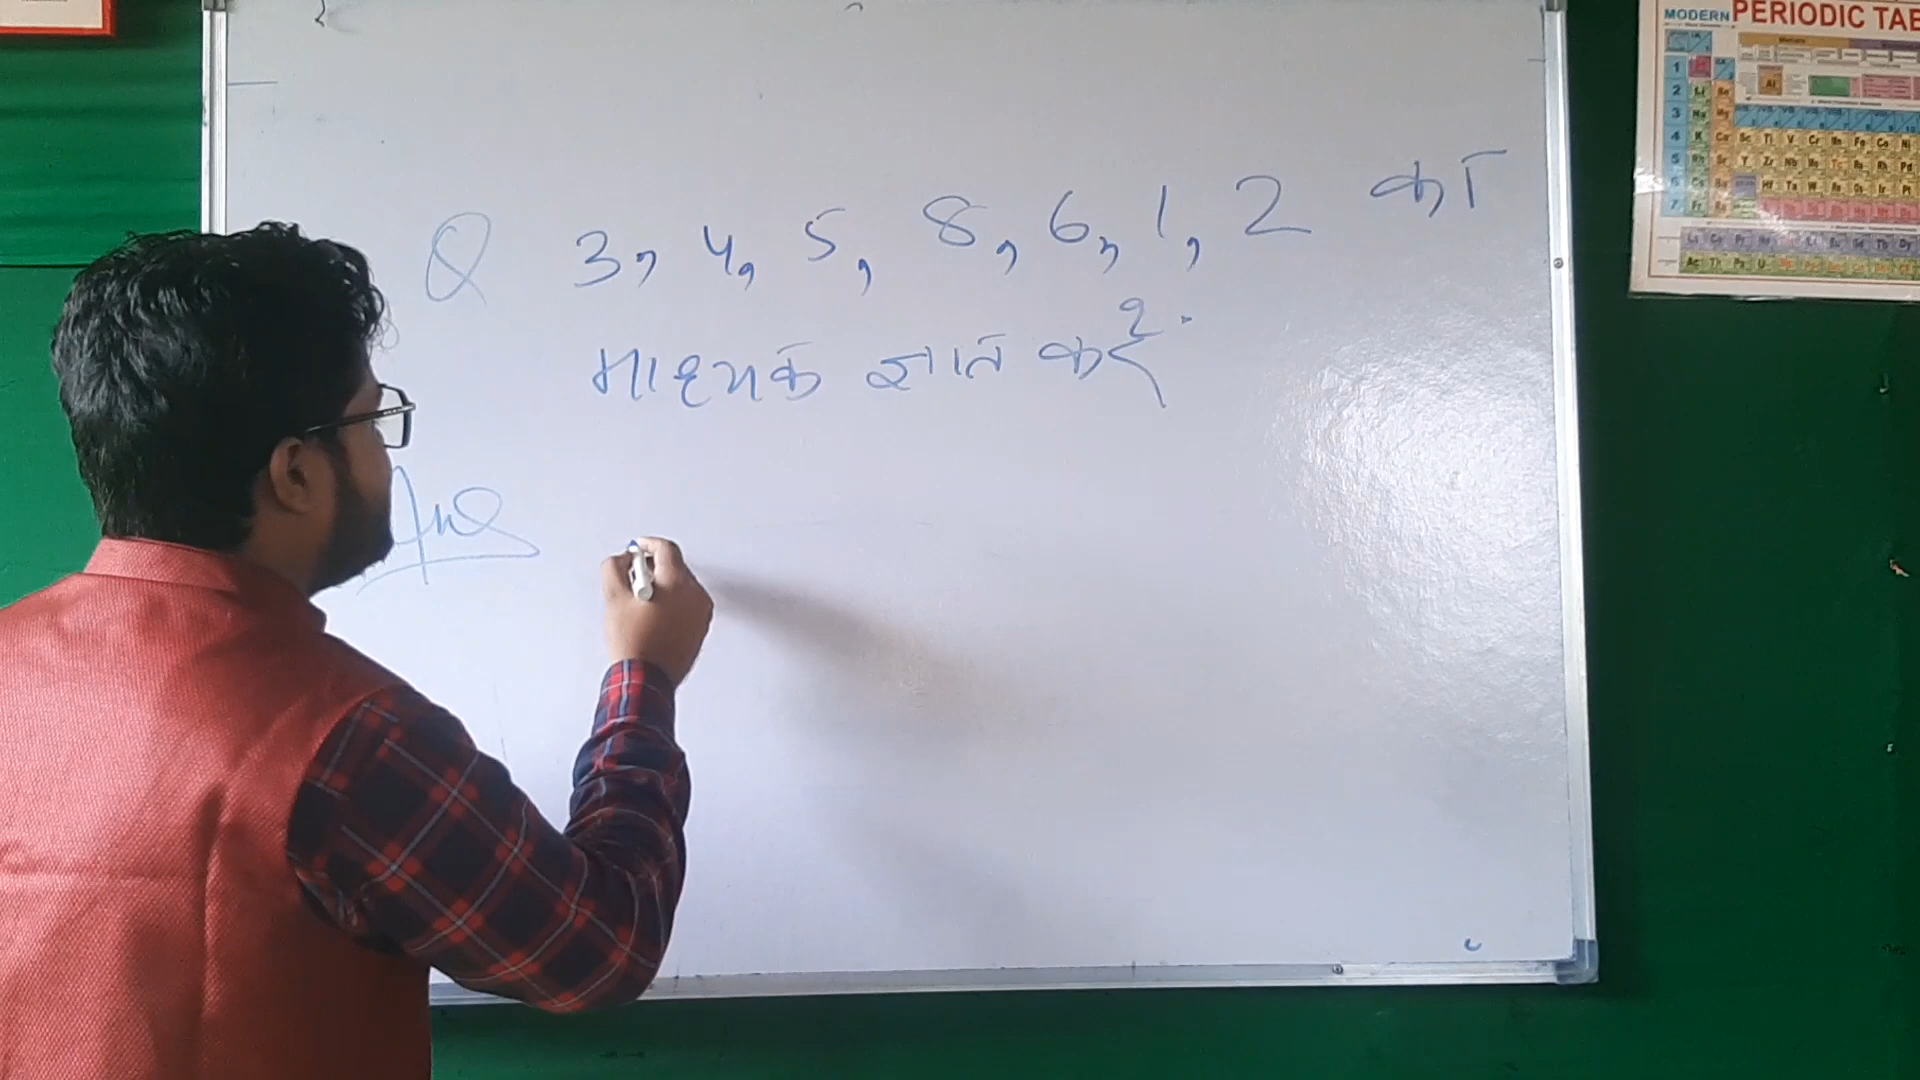 Q 3, 4, 5, 8, 6, 1, 2 का
माध्यक ज्ञात करें.
Ans
MODERN PERIODIC TAB